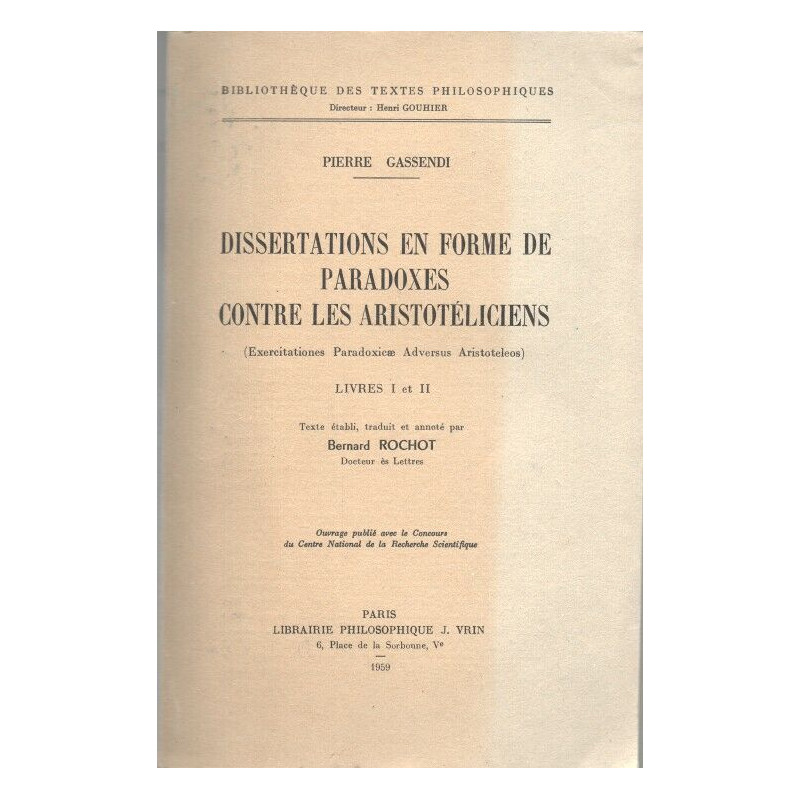 BIBLIOTHÈQUE DES TEXTES PHILOSOPHIQUES
Directeur : Henri GOUHIER
PIERRE GASSENDI
DISSERTATIONS EN FORME DE
PARADOXES
CONTRE LES ARISTOTÉLICIENS
(Exercitationes Paradoxicæ Adversus Aristoteleos)
LIVRES I et II
Texte établi, traduit et annoté par
Bernard ROCHOT
Docteur ès Lettres
Ouvrage publié avec le Concours
du Centre National de la Recherche Scientifique
PARIS
LIBRAIRIE PHILOSOPHIQUE J. VRIN
6, Place de la Sorbonne, Ve
1959